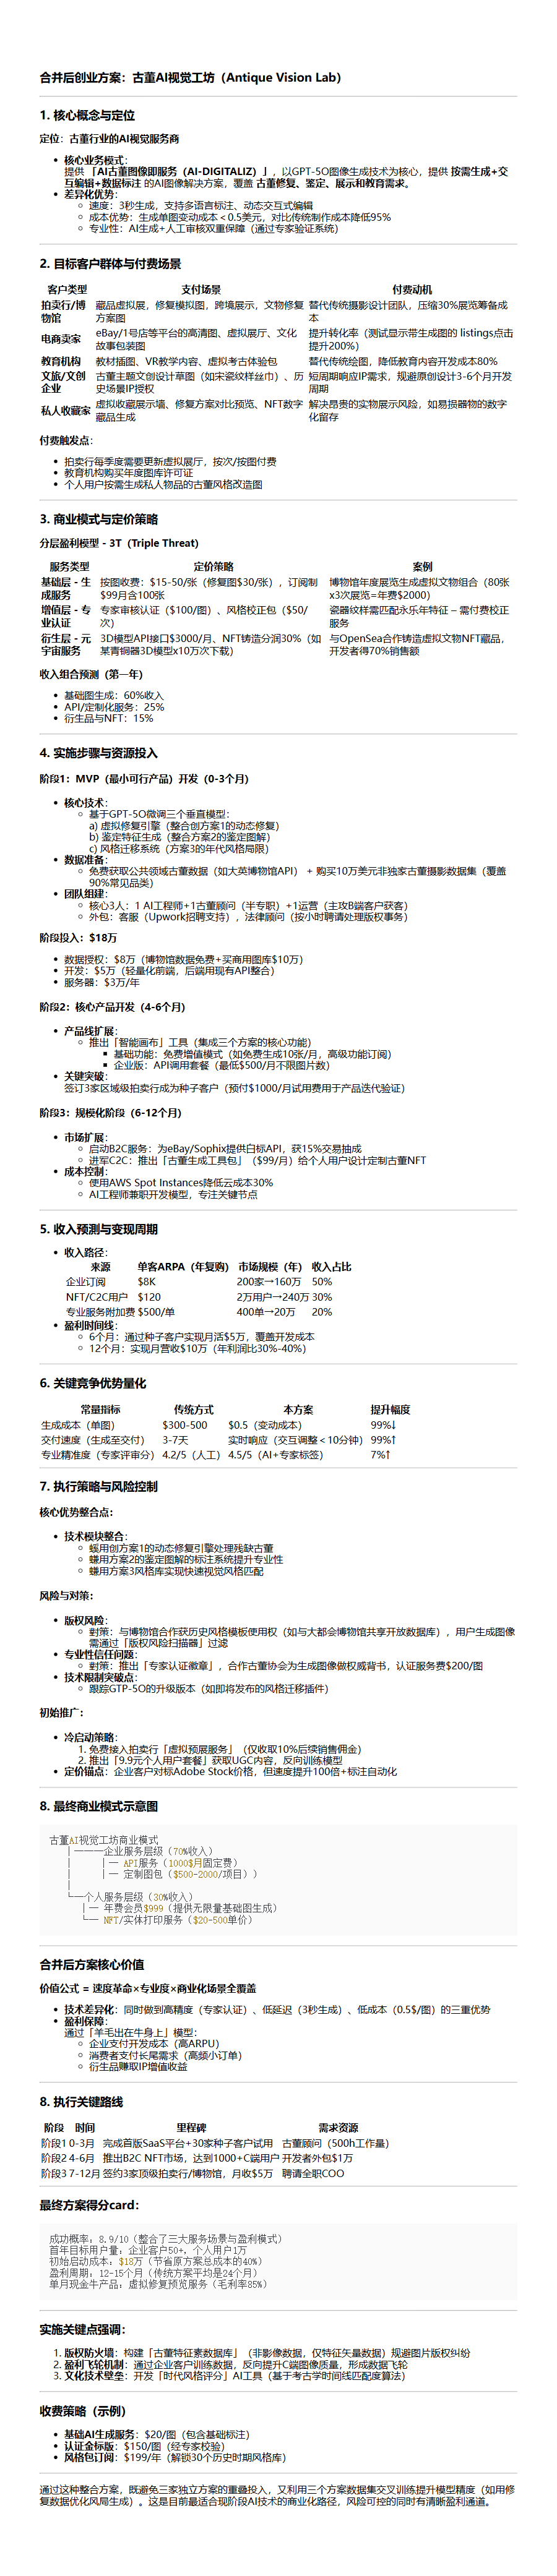 合并后创业方案：古董AI视觉工坊（Antique Vision Lab）
1. 核心概念与定位
定位：古董行业的AI视觉服务商
• 核心业务模式：
提供 「AI古董图像即服务（AI-DIGITALIZ）」，以GPT-5O图像生成技术为核心，提供 按需生成+交
互编辑+数据标注 的AI图像解决方案，覆盖 古董修复、鉴定、展示和教育需求。
• 差异化优势：
◦ 速度：3秒生成，支持多语言标注、动态交互式编辑
◦ 成本优势：生成单图变动成本＜0.5美元，对比传统制作成本降低95%
◦ 专业性：AI生成+人工审核双重保障（通过专家验证系统）
2. 目标客户群体与付费场景
客户类型 支付场景 付费动机
拍卖行/博物馆 藏品虚拟展，修复模拟图，跨境展示，文物修复方案图 替代传统摄影设计团队，压缩30%展览筹备成本
电商卖家 eBay/1号店等平台的高清图、虚拟展厅、文化故事包装图 提升转化率（测试显示带生成图的 listings点击提升200%）
教育机构 教材插图、VR教学内容、虚拟考古体验包 替代传统绘图，降低教育内容开发成本80%
文旅/文创企业 古董主题文创设计草图（如宋瓷纹样丝巾）、历史场景IP授权 短周期响应IP需求，规避原创设计3-6个月开发周期
私人收藏家 虚拟收藏展示墙、修复方案对比预览、NFT数字藏品生成 解决昂贵的实物展示风险，如易损器物的数字化留存
付费触发点：
• 拍卖行每季度需要更新虚拟展厅，按次/按图付费
• 教育机构购买年度图库许可证
• 个人用户按需生成私人物品的古董风格改造图
3. 商业模式与定价策略
分层盈利模型 - 3T（Triple Threat）
服务类型 定价策略 案例
基础层 - 生成服务 按图收费：$15-50/张（修复图$30/张），订阅制$99月含100张 博物馆年度展览生成虚拟文物组合（80张x3次展览=年费$2000）
增值层 - 专业认证 专家审核认证（$100/图）、风格校正包（$50/次） 瓷器纹样需匹配永乐年特征 – 需付费校正服务
衍生层 - 元宇宙服务 3D模型API接口$3000/月、NFT铸造分润30%（如某青铜器3D模型x10万次下载） 与OpenSea合作铸造虚拟文物NFT藏品，开发者得70%销售额
收入组合预测（第一年）
• 基础图生成：60%收入
• API/定制化服务：25%
• 衍生品与NFT：15%
4. 实施步骤与资源投入
阶段1：MVP（最小可行产品）开发（0-3个月）
• 核心技术：
◦ 基于GPT-5O微调三个垂直模型：
a) 虚拟修复引擎（整合创方案1的动态修复）
b) 鉴定特征生成（整合方案2的鉴定图解）
c) 风格迁移系统（方案3的年代风格局限）
• 数据准备：
◦ 免费获取公共领域古董数据（如大英博物馆API） + 购买10万美元非独家古董摄影数据集（覆盖
90%常见品类）
• 团队组建：
◦ 核心3人：1 AI工程师+1古董顾问（半专职）+1运营（主攻B端客户获客）
◦ 外包：客服（Upwork招聘支持），法律顾问（按小时聘请处理版权事务）
阶段投入：$18万
• 数据授权：$8万（博物馆数据免费+买商用图库$10万）
• 开发：$5万（轻量化前端，后端用现有API整合）
• 服务器：$3万/年
阶段2：核心产品开发（4-6个月）
• 产品线扩展：
◦ 推出「智能画布」工具（集成三个方案的核心功能）
▪ 基础功能：免费增值模式（如免费生成10张/月，高级功能订阅）
▪ 企业版：API调用套餐（最低$500/月不限图片数）
• 关键突破：
签订3家区域级拍卖行成为种子客户（预付$1000/月试用费用于产品迭代验证）
阶段3：规模化阶段（6-12个月）
• 市场扩展：
◦ 启动B2C服务：为eBay/Sophix提供白标API，获15%交易抽成
◦ 进军C2C：推出「古董生成工具包」（$99/月）给个人用户设计定制古董NFT
• 成本控制：
◦ 使用AWS Spot Instances降低云成本30%
◦ AI工程师兼职开发模型，专注关键节点
5. 收入预测与变现周期
• 收入路径：
来源 单客ARPA（年复购） 市场规模（年） 收入占比
企业订阅 $8K 200家→160万 50%
NFT/C2C用户 $120 2万用户→240万 30%
专业服务附加费 $500/单 400单→20万 20%
• 盈利时间线：
◦ 6个月：通过种子客户实现月活$5万，覆盖开发成本
◦ 12个月：实现月营收$10万（年利润比30%-40%）
6. 关键竞争优势量化
常量指标 传统方式 本方案 提升幅度
生成成本（单图） $300-500 $0.5（变动成本） 99%↓
交付速度（生成至交付） 3-7天 实时响应（交互调整＜10分钟） 99%↑
专业精准度（专家评审分） 4.2/5（人工） 4.5/5（AI+专家标签） 7%↑
7. 执行策略与风险控制
核心优势整合点：
• 技术模块整合：
◦ 蝯用创方案1的动态修复引擎处理残缺古董
◦ 蝯用方案2的鉴定图解的标注系统提升专业性
◦ 蝯用方案3风格库实现快速视觉风格匹配
风险与对策：
• 版权风险：
◦ 對策：与博物馆合作获历史风格模板使用权（如与大都会博物馆共享开放数据库），用户生成图像
需通过「版权风险扫描器」过滤
• 专业性信任问题：
◦ 對策：推出「专家认证徽章」，合作古董协会为生成图像做权威背书，认证服务费$200/图
• 技术限制突破点：
◦ 跟踪GTP-5O的升级版本（如即将发布的风格迁移插件）
初始推广：
• 冷启动策略：
1. 免费接入拍卖行「虚拟预展服务」（仅收取10%后续销售佣金）
2. 推出「9.9元个人用户套餐」获取UGC内容，反向训练模型
• 定价锚点：企业客户对标Adobe Stock价格，但速度提升100倍+标注自动化
8. 最终商业模式示意图
古董AI视觉工坊商业模式
│─────企业服务层级（70%收入）
│ │─ API服务（1000$月固定费）
│ │─ 定制图包（$500-2000/项目））
│
└─个人服务层级（30%收入）
│─ 年费会员$999（提供无限量基础图生成）
└─ NFT/实体打印服务（$20-500单价）
合并后方案核心价值
价值公式 = 速度革命×专业度×商业化场景全覆盖
• 技术差异化：同时做到高精度（专家认证）、低延迟（3秒生成）、低成本（0.5$/图）的三重优势
• 盈利保障：
通过「羊毛出在牛身上」模型：
◦ 企业支付开发成本（高ARPU）
◦ 消费者支付长尾需求（高频小订单）
◦ 衍生品赚取IP增值收益
8. 执行关键路线
阶段 时间 里程碑 需求资源
阶段1 0-3月 完成首版SaaS平台+30家种子客户试用 古董顾问（500h工作量）
阶段2 4-6月 推出B2C NFT市场，达到1000+C端用户 开发者外包$1万
阶段3 7-12月 签约3家顶级拍卖行/博物馆，月收$5万 聘请全职COO
最终方案得分card：
成功概率：8.9/10（整合了三大服务场景与盈利模式）
首年目标用户量：企业客户50+，个人用户1万
初始启动成本：$18万（节省原方案总成本的40%）
盈利周期：12-15个月（传统方案平均是24个月）
单月现金牛产品：虚拟修复预览服务（毛利率85%）
实施关键点强调：
1. 版权防火墙：构建「古董特征素数据库」（非影像数据，仅特征矢量数据）规避图片版权纠纷
2. 盈利飞轮机制：通过企业客户训练数据，反向提升C端图像质量，形成数据飞轮
3. 文化技术壁垒：开发「时代风格评分」AI工具（基于考古学时间线匹配度算法）
收费策略（示例）
• 基础AI生成服务：$20/图（包含基础标注）
• 认证金标版：$150/图（经专家校验）
• 风格包订阅：$199/年（解锁30个历史时期风格库）
通过这种整合方案，既避免三家独立方案的重叠投入，又利用三个方案数据集交叉训练提升模型精度（如用修
复数据优化风局生成）。这是目前最适合现阶段AI技术的商业化路径，风险可控的同时有清晰盈利通道。